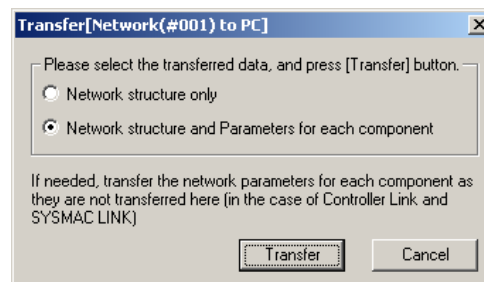 Transfer[Network(#001) to PC]
Please select the transferred data, and press [Transfer] button.
Network structure only
Network structure and Parameters for each component
If needed, transfer the network parameters for each component as
they are not transferred here (in the case of Controller Link and
SYSMAC LINK)
Transfer Cancel